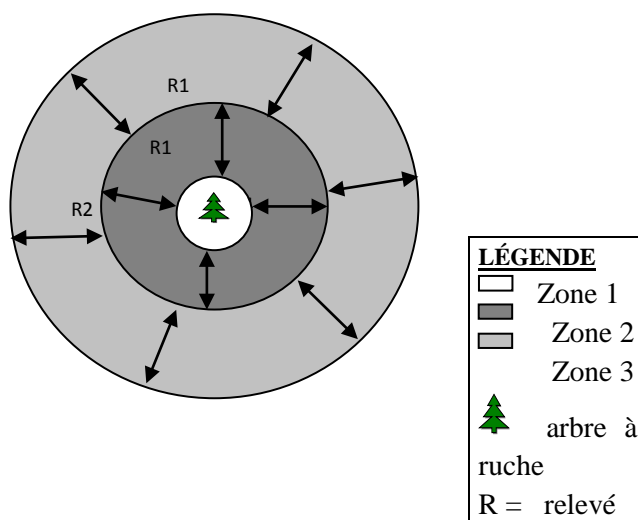 R1
R1
R2
LÉGENDE
Zone 1
Zone 2
Zone 3
arbre à
ruche
R = relevé